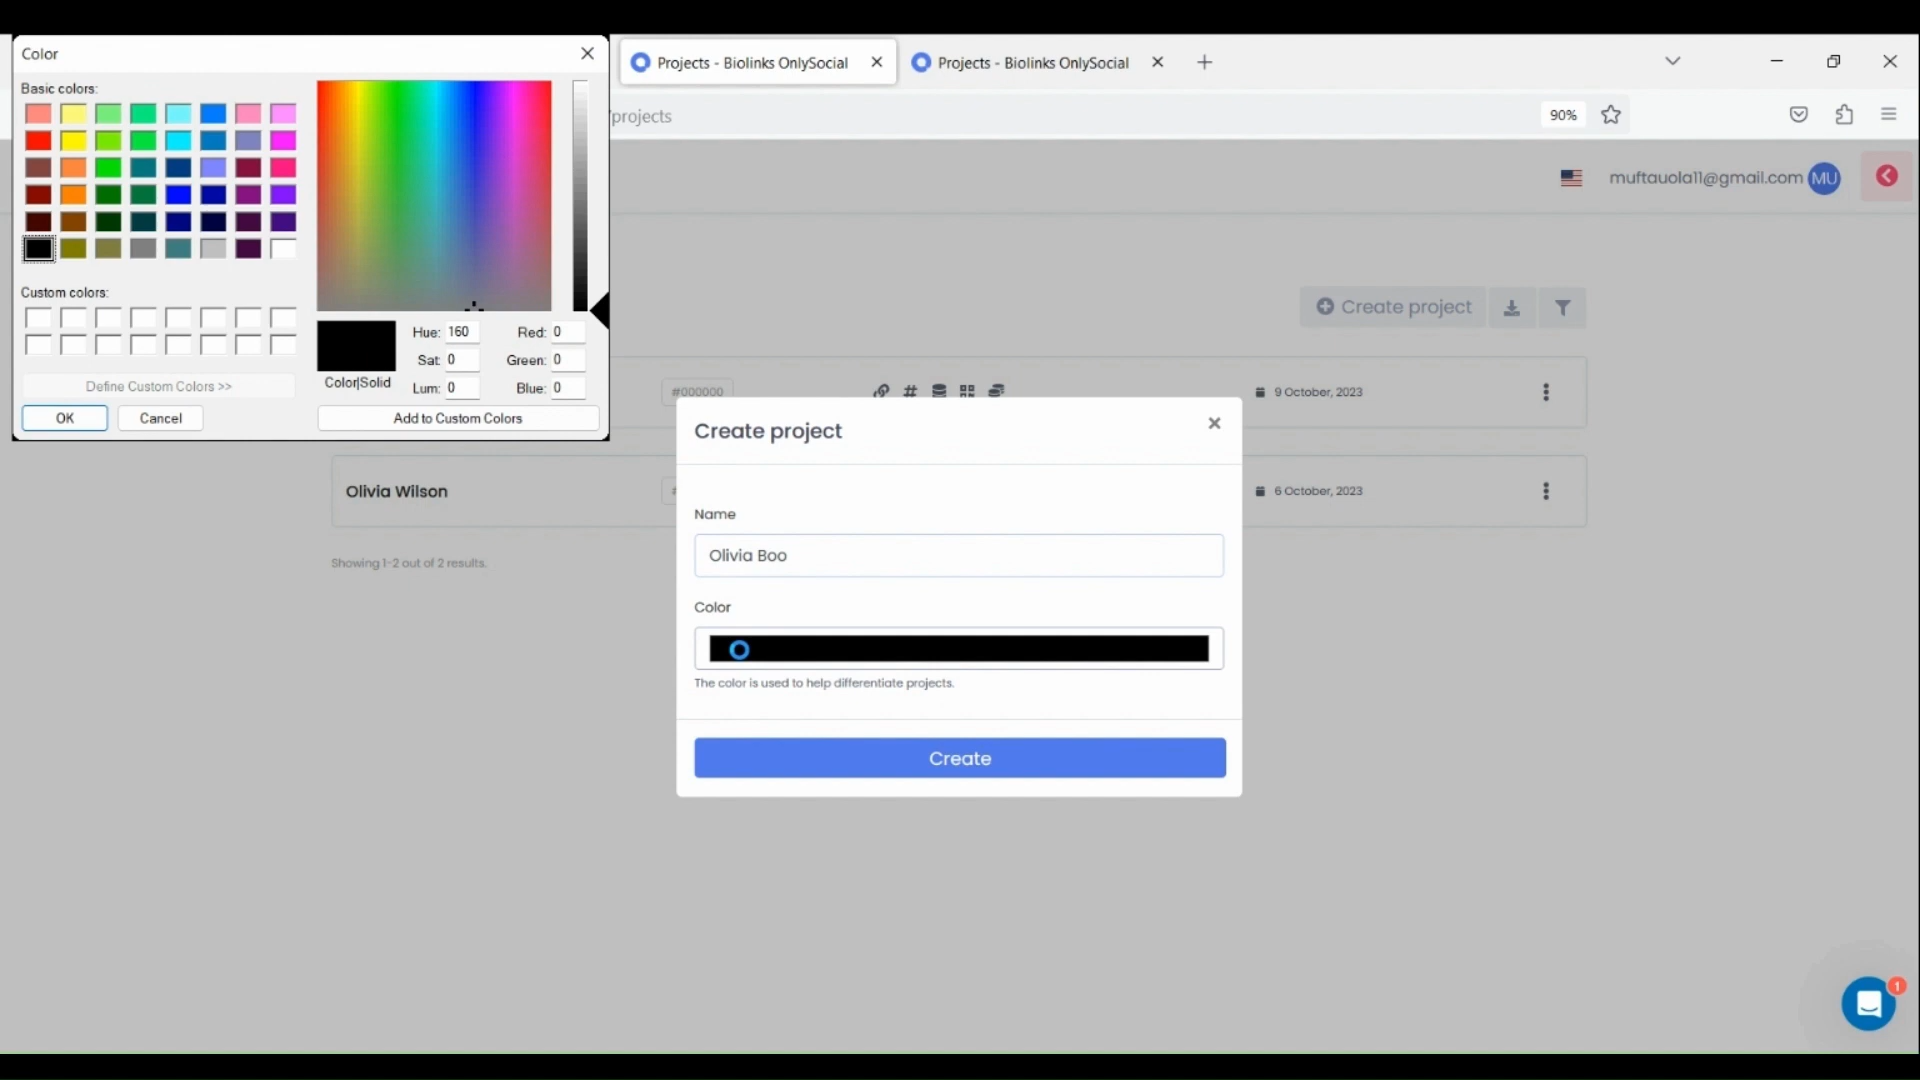 Color
Basic colors:
Custom colors:
Define Custom Colors >>
OK
Cancel
Color|Solid
Hue: 160
Sat: 0
Lum: 0
Red: 0
Green: 0
Blue: 0
Add to Custom Colors
Projects - Biolinks OnlySocial
Projects - Biolinks OnlySocial
/projects
90%
muftauola11@gmail.com
MU
Create project
#000000
9 October, 2023
Olivia Wilson
#
6 October, 2023
Showing 1-2 out of 2 results.
Create project
Name
Olivia Boo
Color
The color is used to help differentiate projects.
Create
1